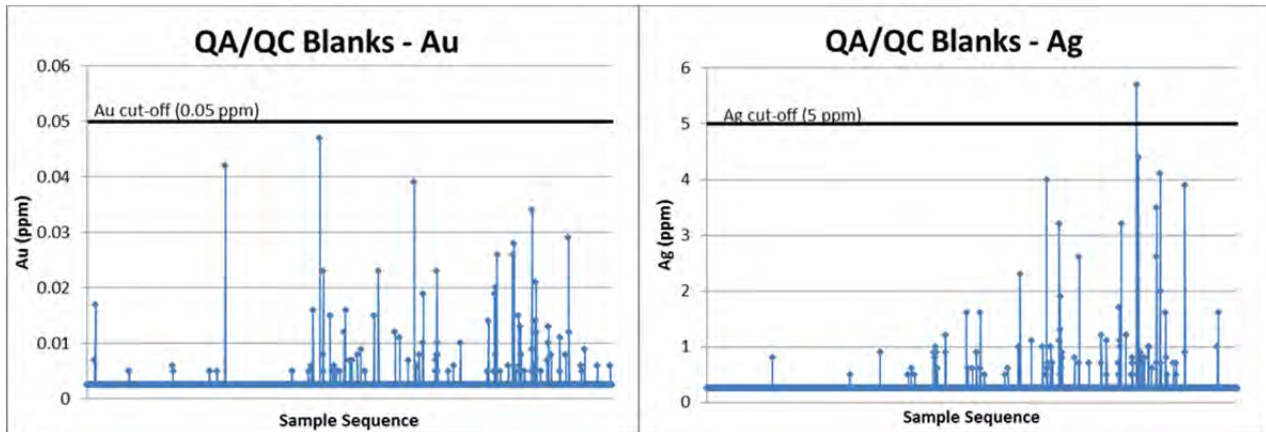 QA/QC Blanks - Au
0.06
0.05
0.04
0.03
0.02
0.01
0
Au (ppm)
Au cut-off (0.05 ppm)
Sample Sequence
QA/QC Blanks - Ag
6
5
4
3
2
1
0
Ag (ppm)
Ag cut-off (5 ppm)
Sample Sequence